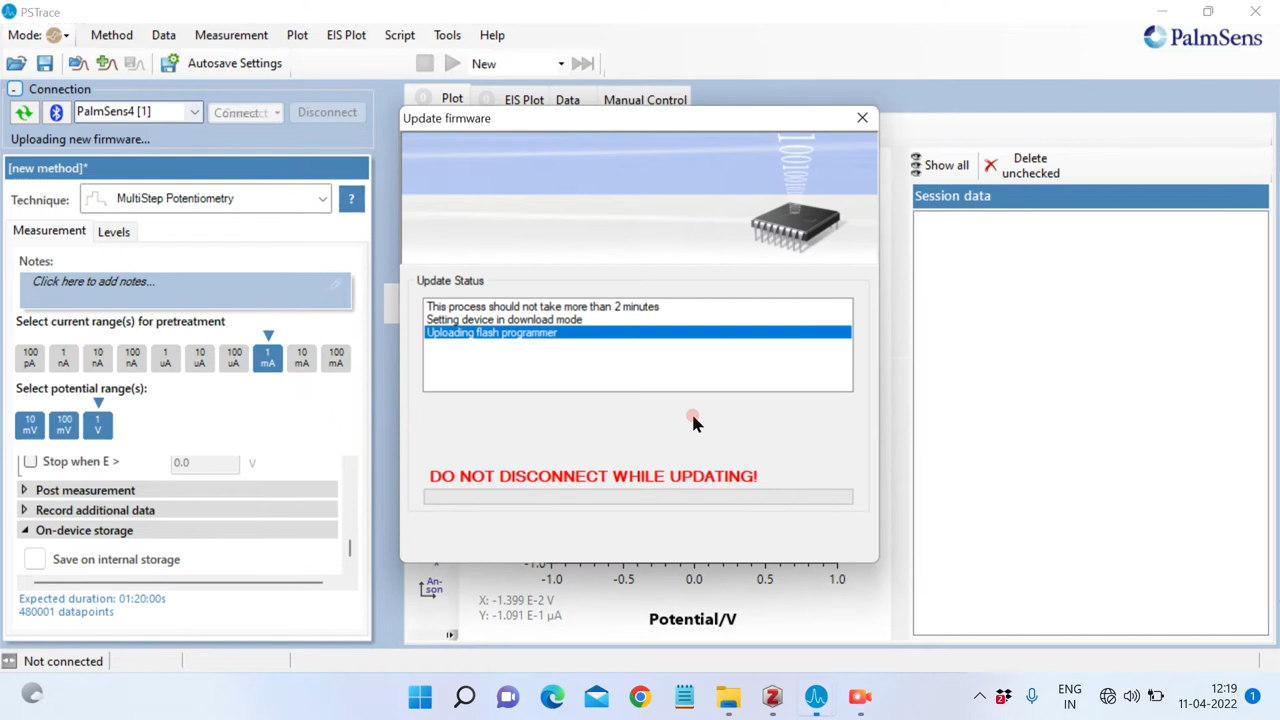 PSTrace
Mode: Method Data Measurement Plot EIS Plot Script Tools Help
PalmSens
Autosave Settings New
Connection
PalmSens4 [1] Connect Disconnect
Uploading new firmware...
[new method]*
Technique: MultiStep Potentiometry ?
Measurement Levels
Notes:
Click here to add notes...
Select current range(s) for pretreatment
100 pA 1 nA 10 nA 100 nA 1 uA 10 uA 100 uA 1 mA 10 mA 100 mA
Select potential range(s):
10 mV 100 mV 1 V
Stop when E > 0.0 V
Post measurement
Record additional data
On-device storage
Save on internal storage
Expected duration: 01:20:00s
480001 datapoints
Not connected
Plot EIS Plot Data Manual Control
Update firmware
Update Status
This process should not take more than 2 minutes
Setting device in download mode
Uploading flash programmer
DO NOT DISCONNECT WHILE UPDATING!
-1.0
-1.0 -0.5 0.0 0.5 1.0
An-
son
X: -1.399 E-2 V
Y: -1.091 E-1 µA
Potential/V
Show all Delete
unchecked
Session data
ENG
IN
12:19
11-04-2022
2
1